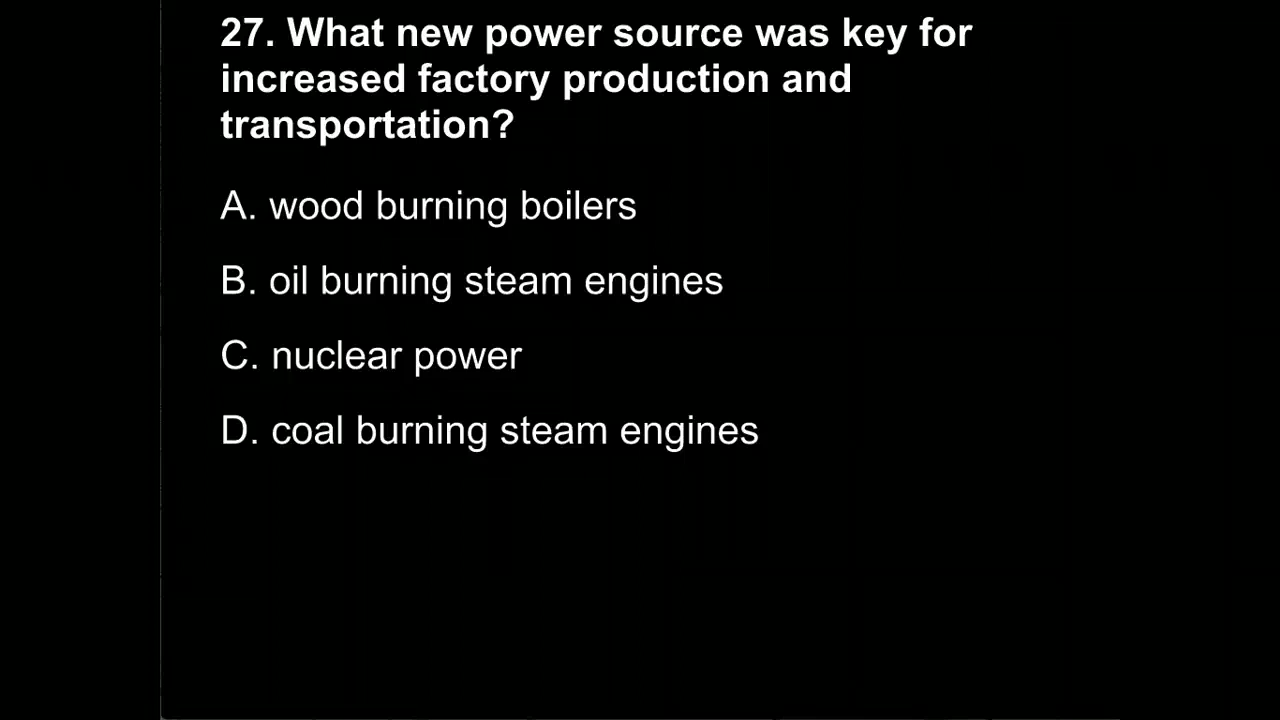 27. What new power source was key for
increased factory production and
transportation?
A. wood burning boilers
B. oil burning steam engines
C. nuclear power
D. coal burning steam engines